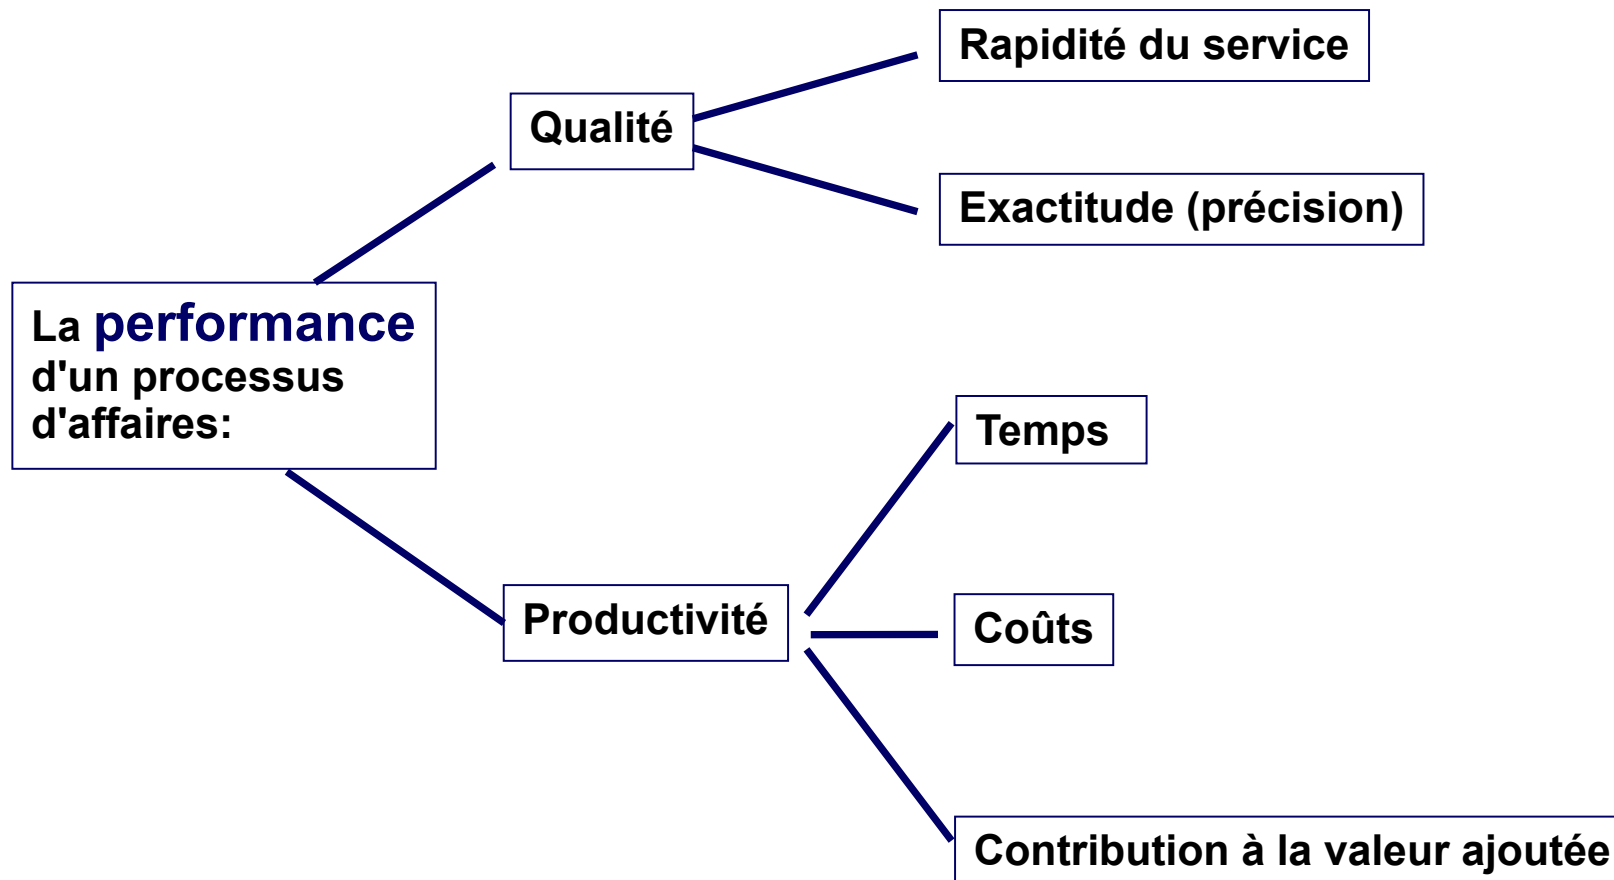 Rapidité du service
Qualité
Exactitude (précision)
La performance
d'un processus
d'affaires:
Temps
Productivité
Coûts
Contribution à la valeur ajoutée